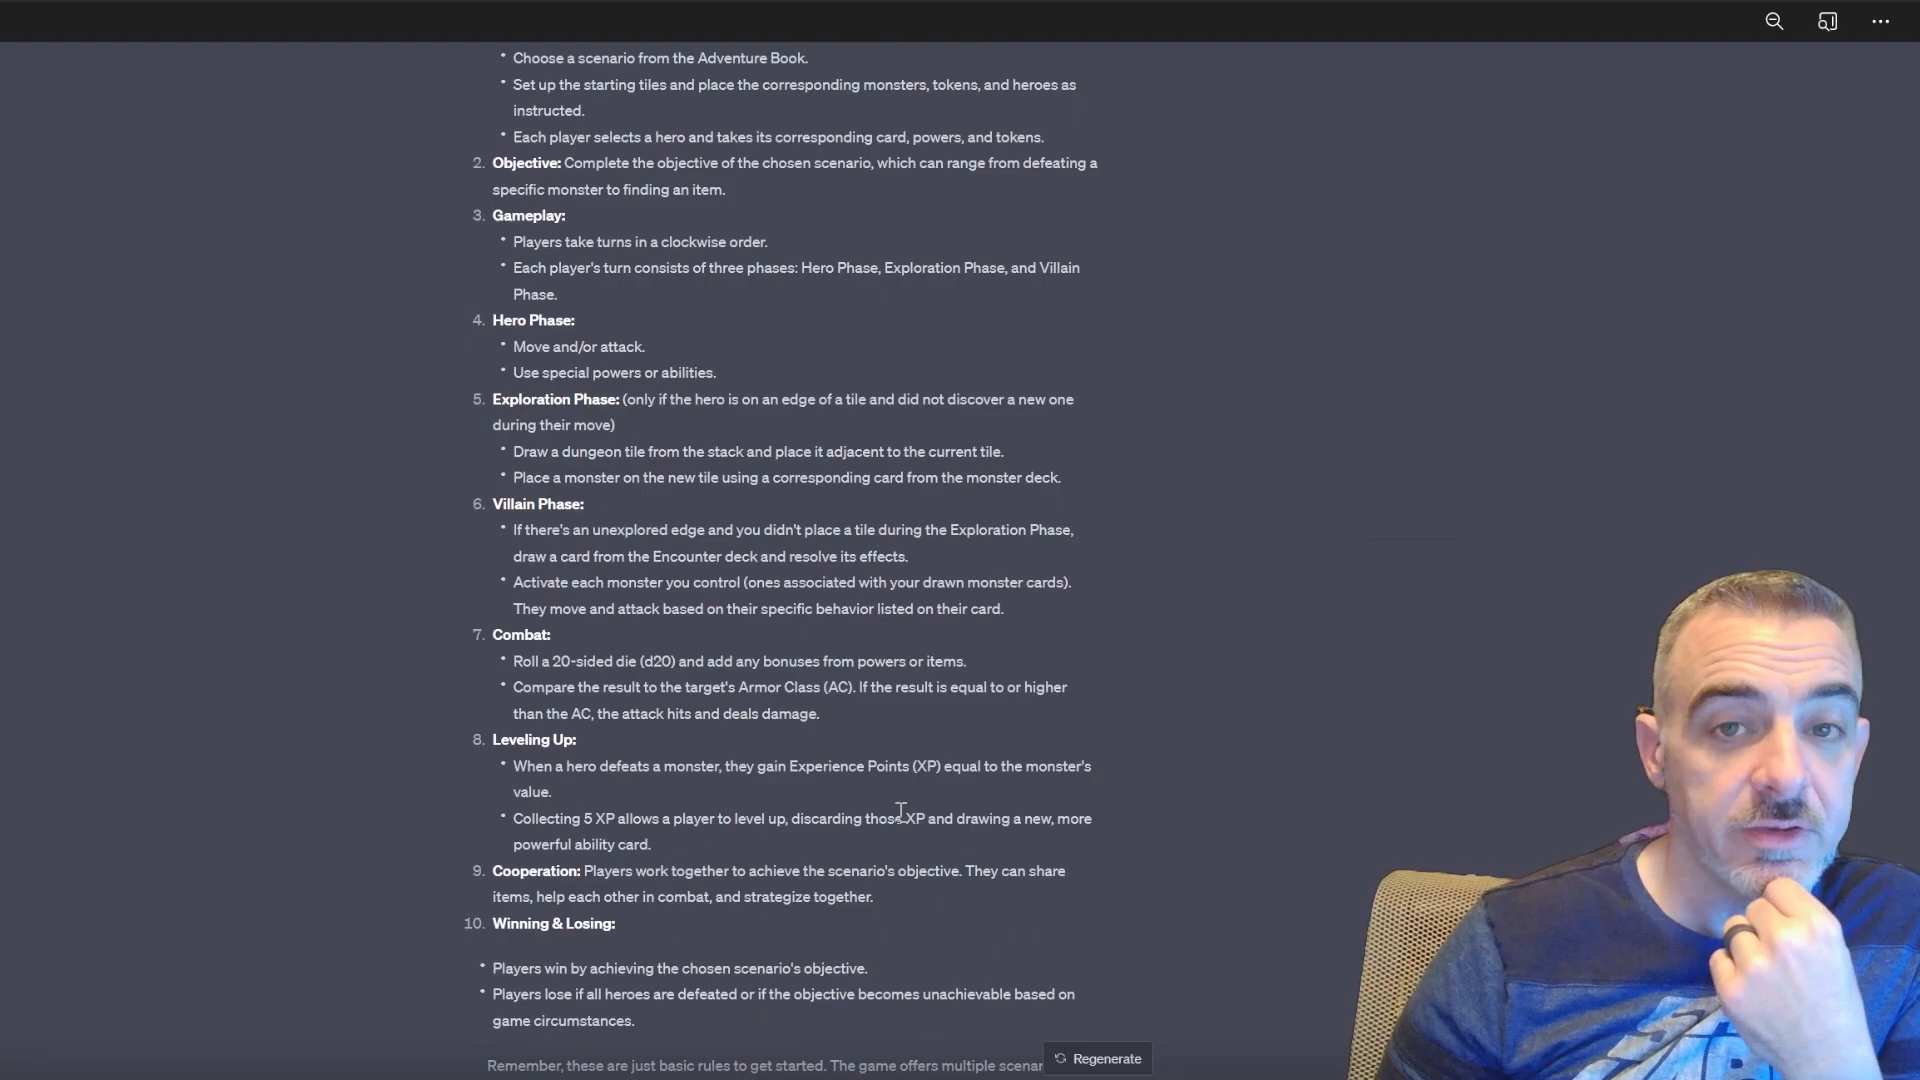 • Choose a scenario from the Adventure Book.
• Set up the starting tiles and place the corresponding monsters, tokens, and heroes as
instructed.
• Each player selects a hero and takes its corresponding card, powers, and tokens.
2. Objective: Complete the objective of the chosen scenario, which can range from defeating a
specific monster to finding an item.
3. Gameplay:
• Players take turns in a clockwise order.
• Each player's turn consists of three phases: Hero Phase, Exploration Phase, and Villain
Phase.
4. Hero Phase:
• Move and/or attack.
• Use special powers or abilities.
5. Exploration Phase: (only if the hero is on an edge of a tile and did not discover a new one
during their move)
• Draw a dungeon tile from the stack and place it adjacent to the current tile.
• Place a monster on the new tile using a corresponding card from the monster deck.
6. Villain Phase:
• If there's an unexplored edge and you didn't place a tile during the Exploration Phase,
draw a card from the Encounter deck and resolve its effects.
• Activate each monster you control (ones associated with your drawn monster cards).
They move and attack based on their specific behavior listed on their card.
7. Combat:
• Roll a 20-sided die (d20) and add any bonuses from powers or items.
• Compare the result to the target's Armor Class (AC). If the result is equal to or higher
than the AC, the attack hits and deals damage.
8. Leveling Up:
• When a hero defeats a monster, they gain Experience Points (XP) equal to the monster's
value.
• Collecting 5 XP allows a player to level up, discarding those XP and drawing a new, more
powerful ability card.
9. Cooperation: Players work together to achieve the scenario's objective. They can share
items, help each other in combat, and strategize together.
10. Winning & Losing:
• Players win by achieving the chosen scenario's objective.
• Players lose if all heroes are defeated or if the objective becomes unachievable based on
game circumstances.
Remember, these are just basic rules to get started. The game offers multiple scenar
Regenerate